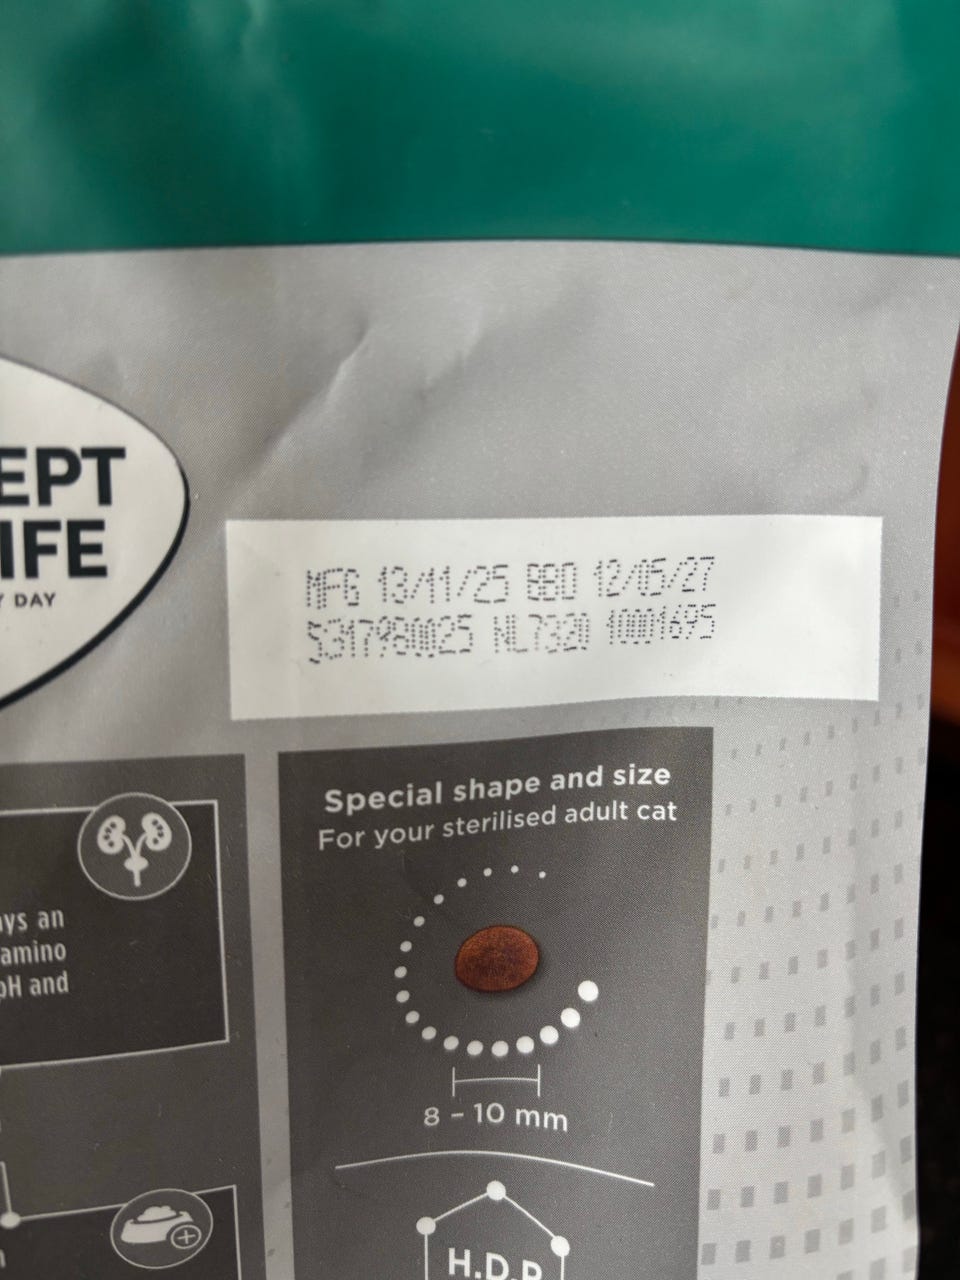 EPT
IFE
Y DAY
MFG 13/11/25 BBD 12/05/27
NL7320 10001695
Special shape and size
For your sterilised adult cat
ys an
amino
pH and
8 – 10 mm
H.D.P